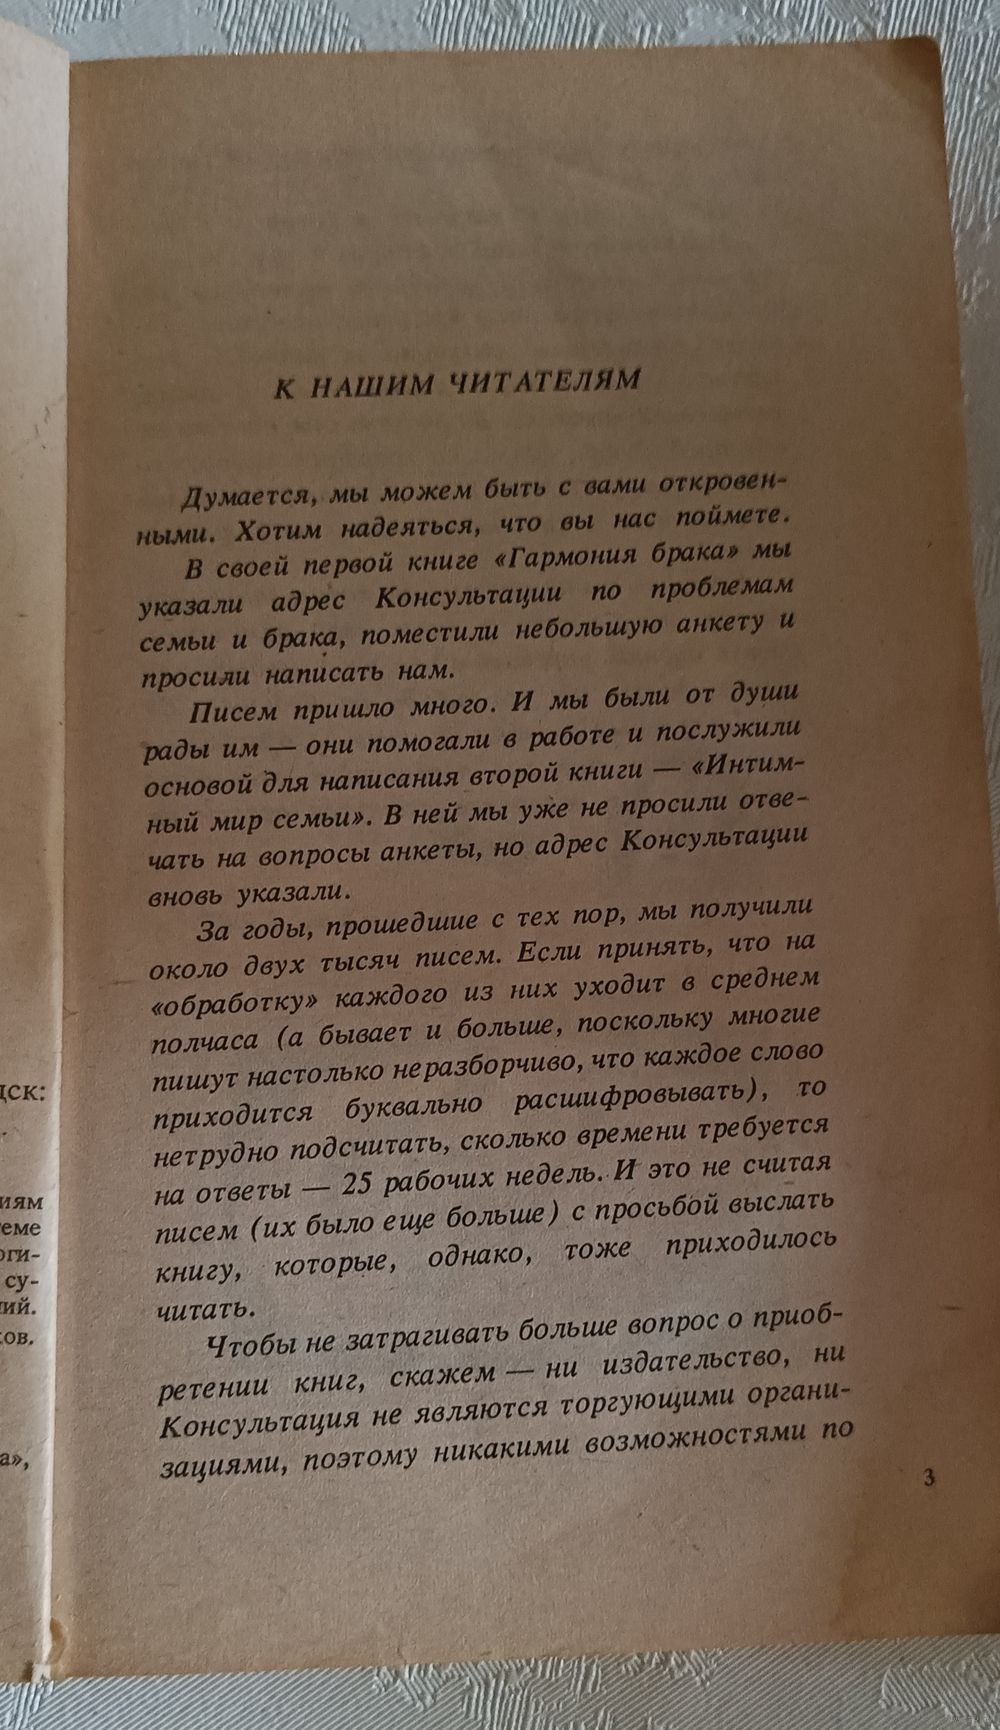 К НАШИМ ЧИТАТЕЛЯМ
Думается, мы можем быть с вами откровен-
ными. Хотим надеяться, что вы нас поймете.
В своей первой книге «Гармония брака» мы
указали адрес Консультации по проблемам
семьи и брака, поместили небольшую анкету и
просили написать нам.
Писем пришло много. И мы были от души
рады им — они помогали в работе и послужили
основой для написания второй книги — «Интим-
ный мир семьи». В ней мы уже не просили отве-
чать на вопросы анкеты, но адрес Консультации
вновь указали.
За годы, прошедшие с тех пор, мы получили
около двух тысяч писем. Если принять, что на
«обработку» каждого из них уходит в среднем
полчаса (а бывает и больше, поскольку многие
пишут настолько неразборчиво, что каждое слово
приходится буквально расшифровывать), то
нетрудно подсчитать, сколько времени требуется
на ответы — 25 рабочих недель. И это не считая
писем (их было еще больше) с просьбой выслать
книгу, которые, однако, тоже приходилось
читать.
Чтобы не затрагивать больше вопрос о приоб-
ретении книг, скажем — ни издательство, ни
Консультация не являются торгующими органи-
зациями, поэтому никакими возможностями по
3